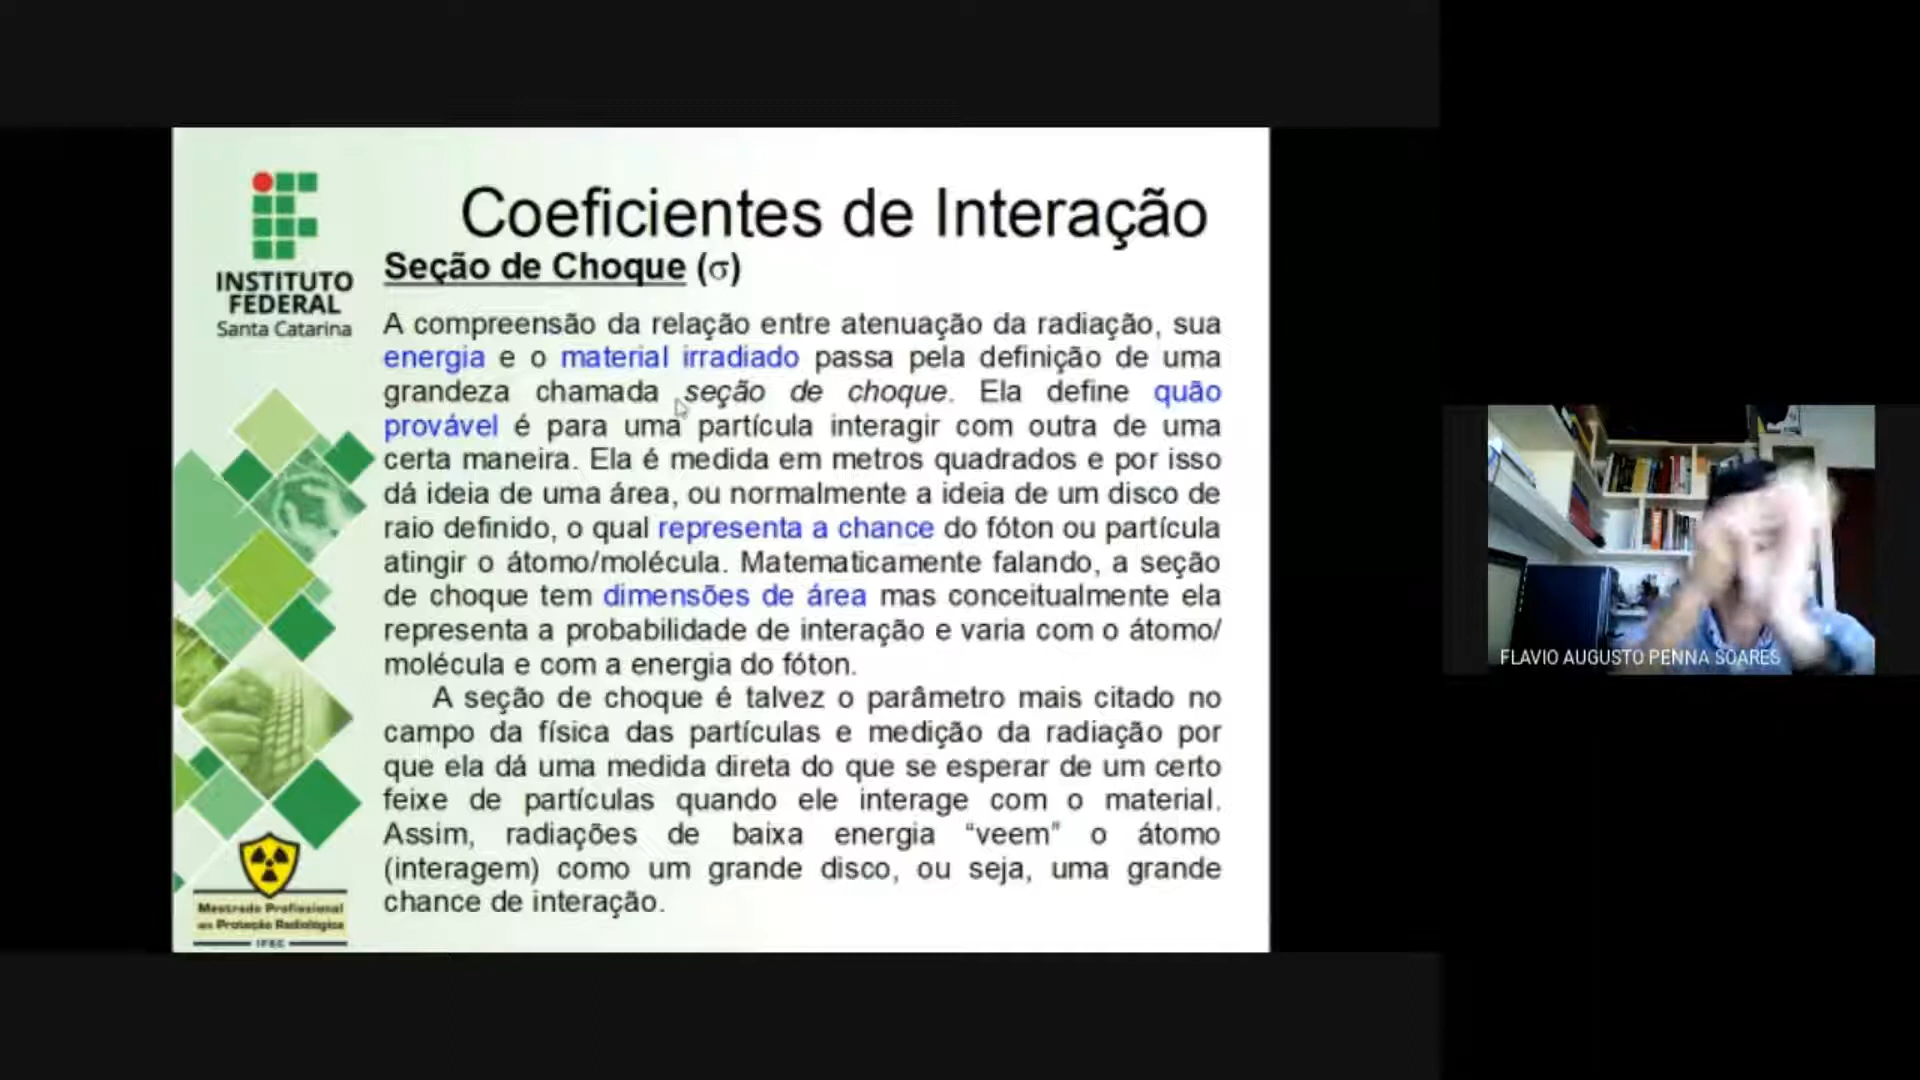 INSTITUTO
FEDERAL
Santa Catarina
Coeficientes de Interação
Seção de Choque (σ)
A compreensão da relação entre atenuação da radiação, sua
energia e o material irradiado passa pela definição de uma
grandeza chamada seção de choque. Ela define quão
provável é para uma partícula interagir com outra de uma
certa maneira. Ela é medida em metros quadrados e por isso
dá ideia de uma área, ou normalmente a ideia de um disco de
raio definido, o qual representa a chance do fóton ou partícula
atingir o átomo/molécula. Matematicamente falando, a seção
de choque tem dimensões de área mas conceitualmente ela
representa a probabilidade de interação e varia com o átomo/
molécula e com a energia do fóton.
A seção de choque é talvez o parâmetro mais citado no
campo da física das partículas e medição da radiação por
que ela dá uma medida direta do que se esperar de um certo
feixe de partículas quando ele interage com o material.
Assim, radiações de baixa energia “veem” o átomo
(interagem) como um grande disco, ou seja, uma grande
chance de interação.
Mestrado Profissional
em Proteção Radiológica
IFSC
FLAVIO AUGUSTO PENNA SOARES